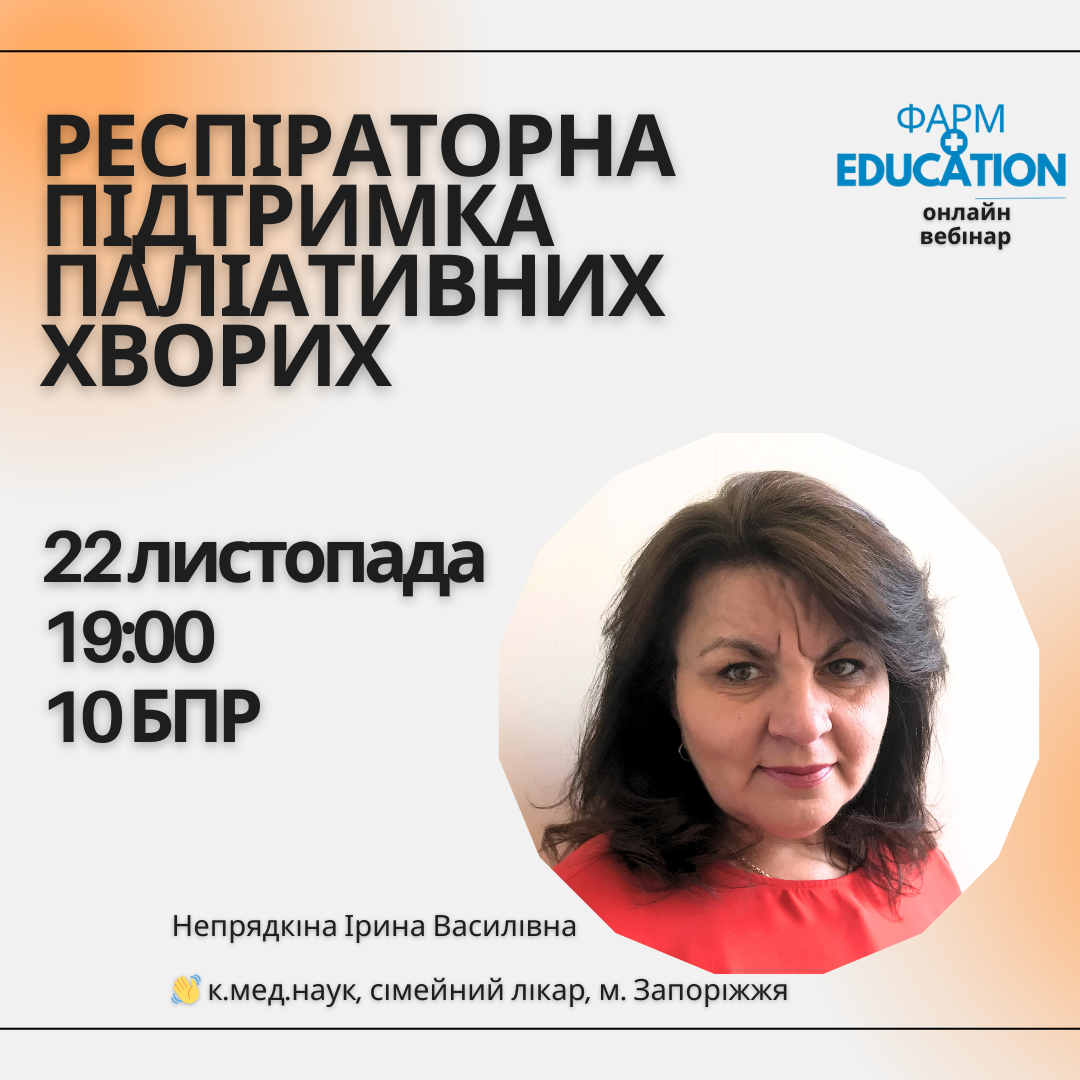 РЕСПІРАТОРНА
ПІДТРИМКА
ПАЛІАТИВНИХ
ХВОРИХ
ФАРМ
EDUCATION
онлайн
вебінар
22 листопада
19:00
10 БПР
Непрядкіна Ірина Василівна
👋 к.мед.наук, сімейний лікар, м. Запоріжжя